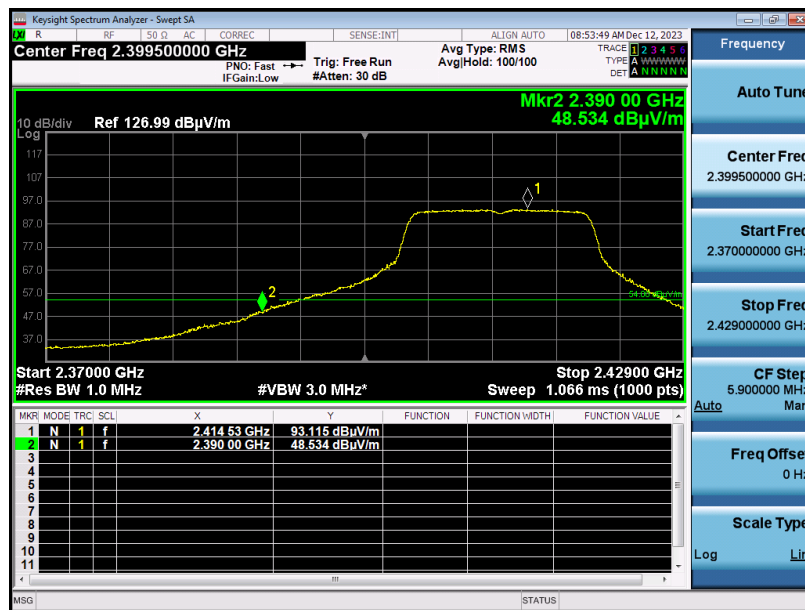 Keysight Spectrum Analyzer - Swept SA
LXI R RF 50 Ω AC CORREC SENSE:INT ALIGN AUTO 08:53:49 AM Dec 12, 2023
Center Freq 2.399500000 GHz
PNO: Fast
IFGain:Low
Trig: Free Run
#Atten: 30 dB
Avg Type: RMS
Avg|Hold: 100/100
TRACE 1 2 3 4 5 6
TYPE A WWWWW
DET A N N N N N
Mkr2 2.390 00 GHz
48.534 dBµV/m
10 dB/div Ref 126.99 dBµV/m
Log
117
107
97.0
87.0
77.0
67.0
57.0
47.0
37.0
1
2
54.00 dBµV/m
Start 2.37000 GHz Stop 2.42900 GHz
#Res BW 1.0 MHz #VBW 3.0 MHz* Sweep 1.066 ms (1000 pts)
MKR MODE TRC SCL X Y FUNCTION FUNCTION WIDTH FUNCTION VALUE
1 N 1 f 2.414 53 GHz 93.115 dBµV/m
2 N 1 f 2.390 00 GHz 48.534 dBµV/m
3
4
5
6
7
8
9
10
11
MSG STATUS
Frequency
Auto Tune
Center Freq
2.399500000 GHz
Start Freq
2.370000000 GHz
Stop Freq
2.429000000 GHz
CF Step
5.900000 MHz
Auto Man
Freq Offset
0 Hz
Scale Type
Log Lin